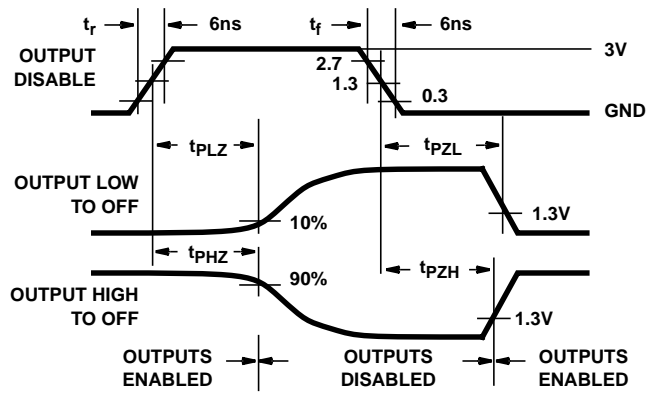 tr 6ns tf 6ns
OUTPUT
DISABLE
3V
2.7
1.3
0.3
GND
tPLZ tPZL
OUTPUT LOW
TO OFF
10%
1.3V
tPHZ tPZH
90%
OUTPUT HIGH
TO OFF
1.3V
OUTPUTS
ENABLED
OUTPUTS
DISABLED
OUTPUTS
ENABLED